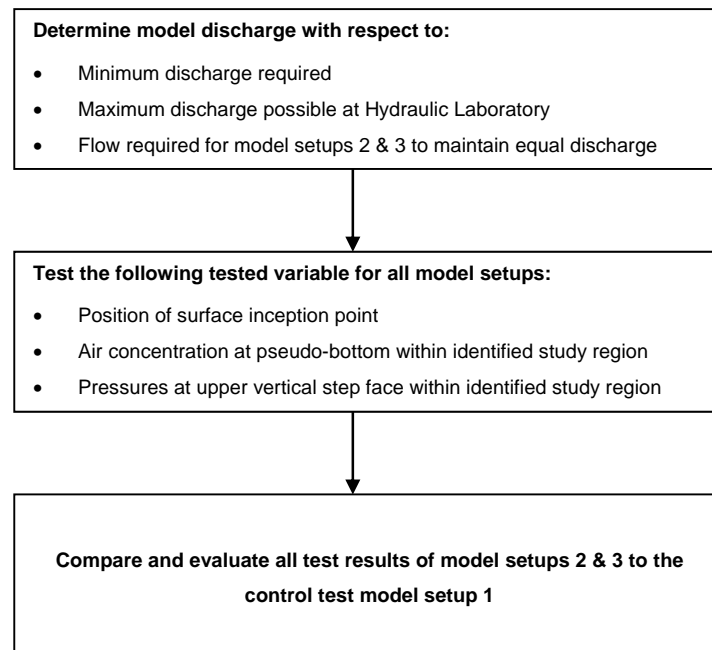 Determine model discharge with respect to:
• Minimum discharge required
• Maximum discharge possible at Hydraulic Laboratory
• Flow required for model setups 2 & 3 to maintain equal discharge
Test the following tested variable for all model setups:
• Position of surface inception point
• Air concentration at pseudo-bottom within identified study region
• Pressures at upper vertical step face within identified study region
Compare and evaluate all test results of model setups 2 & 3 to the
control test model setup 1